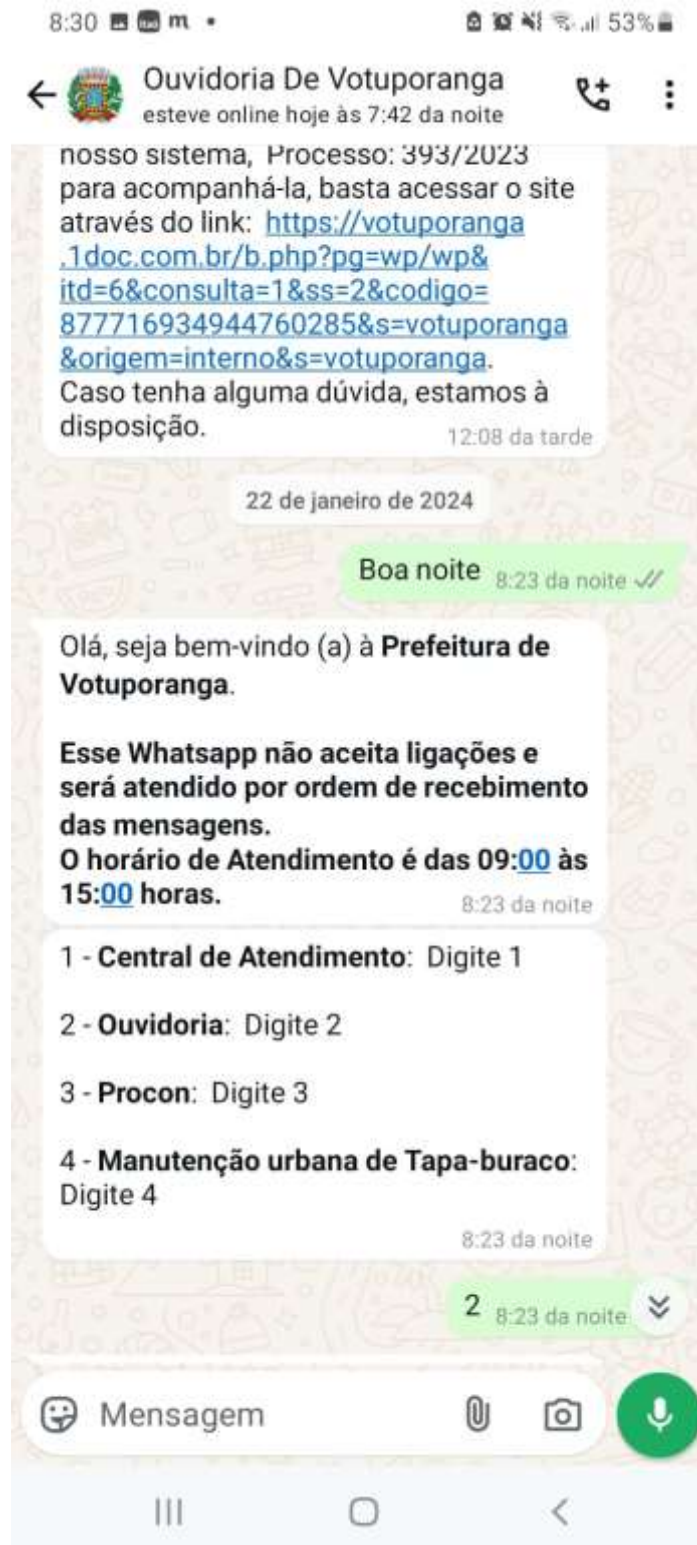 8:30 m •
53%
Ouvidoria De Votuporanga
esteve online hoje às 7:42 da noite
nosso sistema, Processo: 393/2023
para acompanhá-la, basta acessar o site
através do link: https://votuporanga
.1doc.com.br/b.php?pg=wp/wp&
itd=6&consulta=1&ss=2&codigo=
877716934944760285&s=votuporanga
&origem=interno&s=votuporanga.
Caso tenha alguma dúvida, estamos à
disposição.
12:08 da tarde
22 de janeiro de 2024
Boa noite 8:23 da noite
Olá, seja bem-vindo (a) à Prefeitura de
Votuporanga.
Esse Whatsapp não aceita ligações e
será atendido por ordem de recebimento
das mensagens.
O horário de Atendimento é das 09:00 às
15:00 horas.
8:23 da noite
1 - Central de Atendimento: Digite 1
2 - Ouvidoria: Digite 2
3 - Procon: Digite 3
4 - Manutenção urbana de Tapa-buraco:
Digite 4
8:23 da noite
2 8:23 da noite
Mensagem